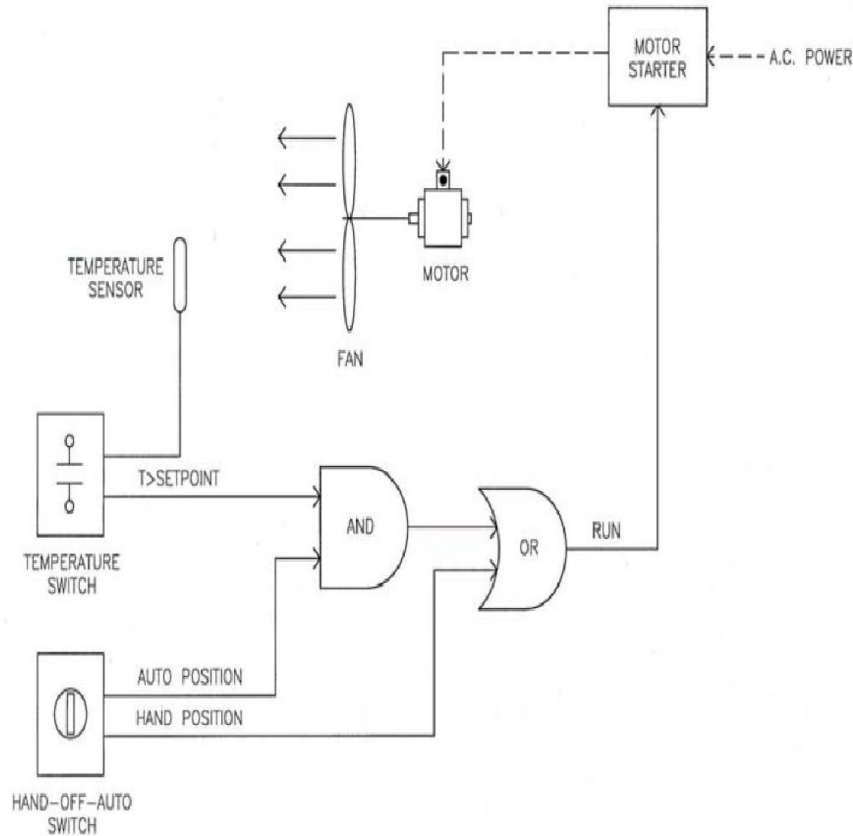 MOTOR
STARTER
A.C. POWER
TEMPERATURE
SENSOR
MOTOR
FAN
T>SETPOINT
AND
OR
RUN
TEMPERATURE
SWITCH
AUTO POSITION
HAND POSITION
HAND-OFF-AUTO
SWITCH